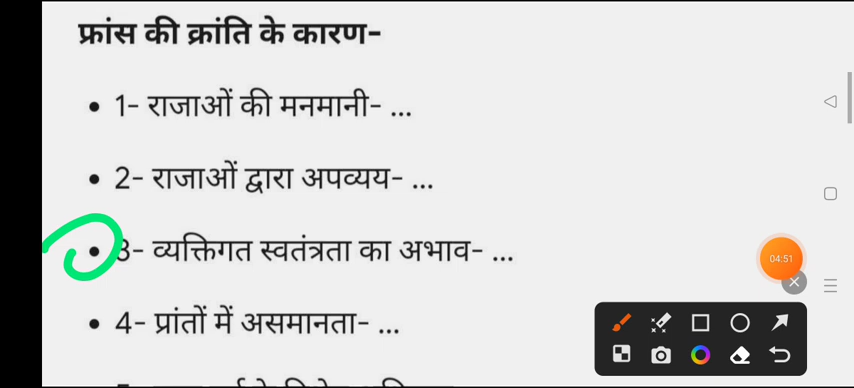 फ्रांस की क्रांति के कारण-
• 1- राजाओं की मनमानी- ...
• 2- राजाओं द्वारा अपव्यय- ...
• 3- व्यक्तिगत स्वतंत्रता का अभाव- ...
04:51
• 4- प्रांतों में असमानता- ...